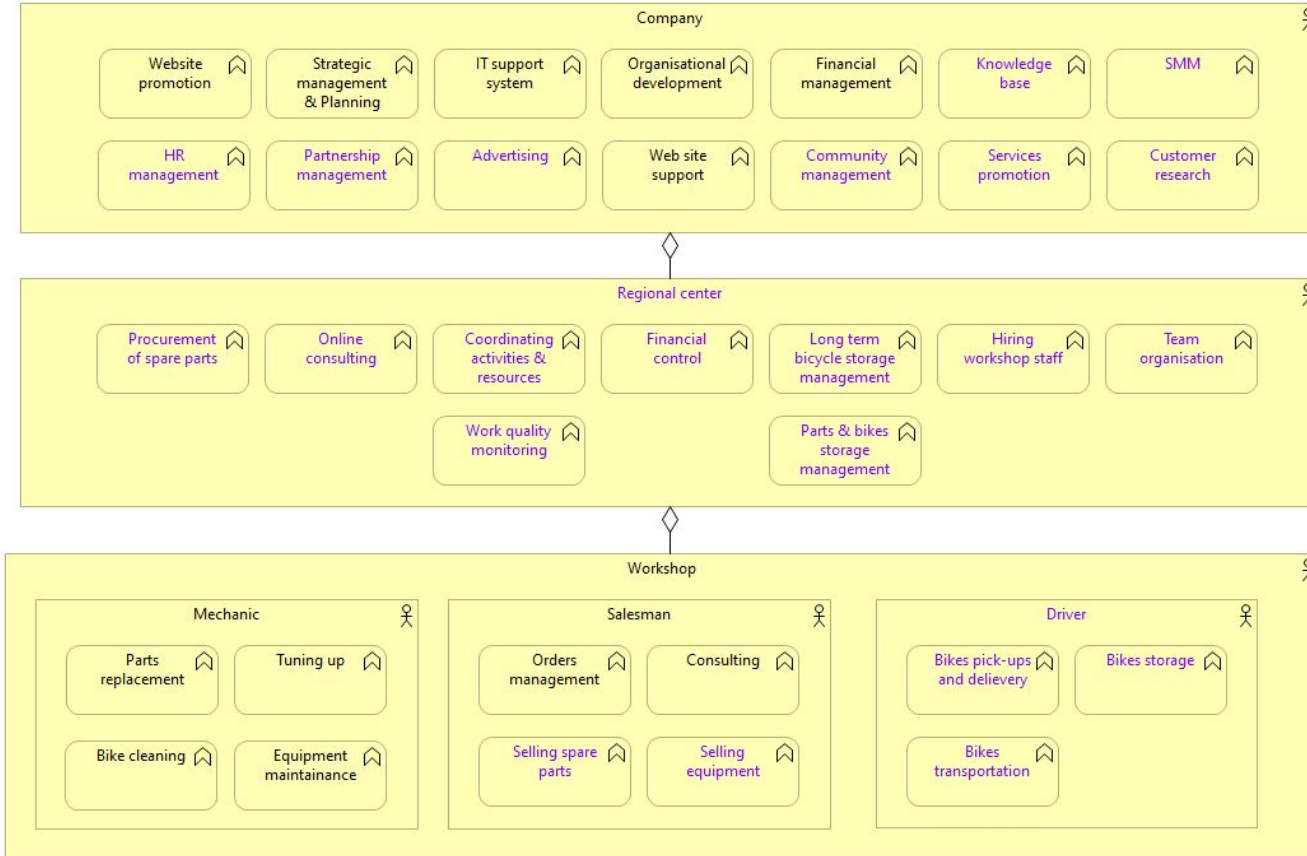 Company
Website
promotion
Strategic
management
& Planning
IT support
system
Organisational
development
Financial
management
Knowledge
base
SMM
HR
management
Partnership
management
Advertising
Web site
support
Community
management
Services
promotion
Customer
research
Regional center
Procurement
of spare parts
Online
consulting
Coordinating
activities &
resources
Financial
control
Long term
bicycle storage
management
Hiring
workshop staff
Team
organisation
Work quality
monitoring
Parts & bikes
storage
management
Workshop
Mechanic
Parts
replacement
Tuning up
Bike cleaning
Equipment
maintainance
Salesman
Orders
management
Consulting
Selling spare
parts
Selling
equipment
Driver
Bikes pick-ups
and delievery
Bikes storage
Bikes
transportation